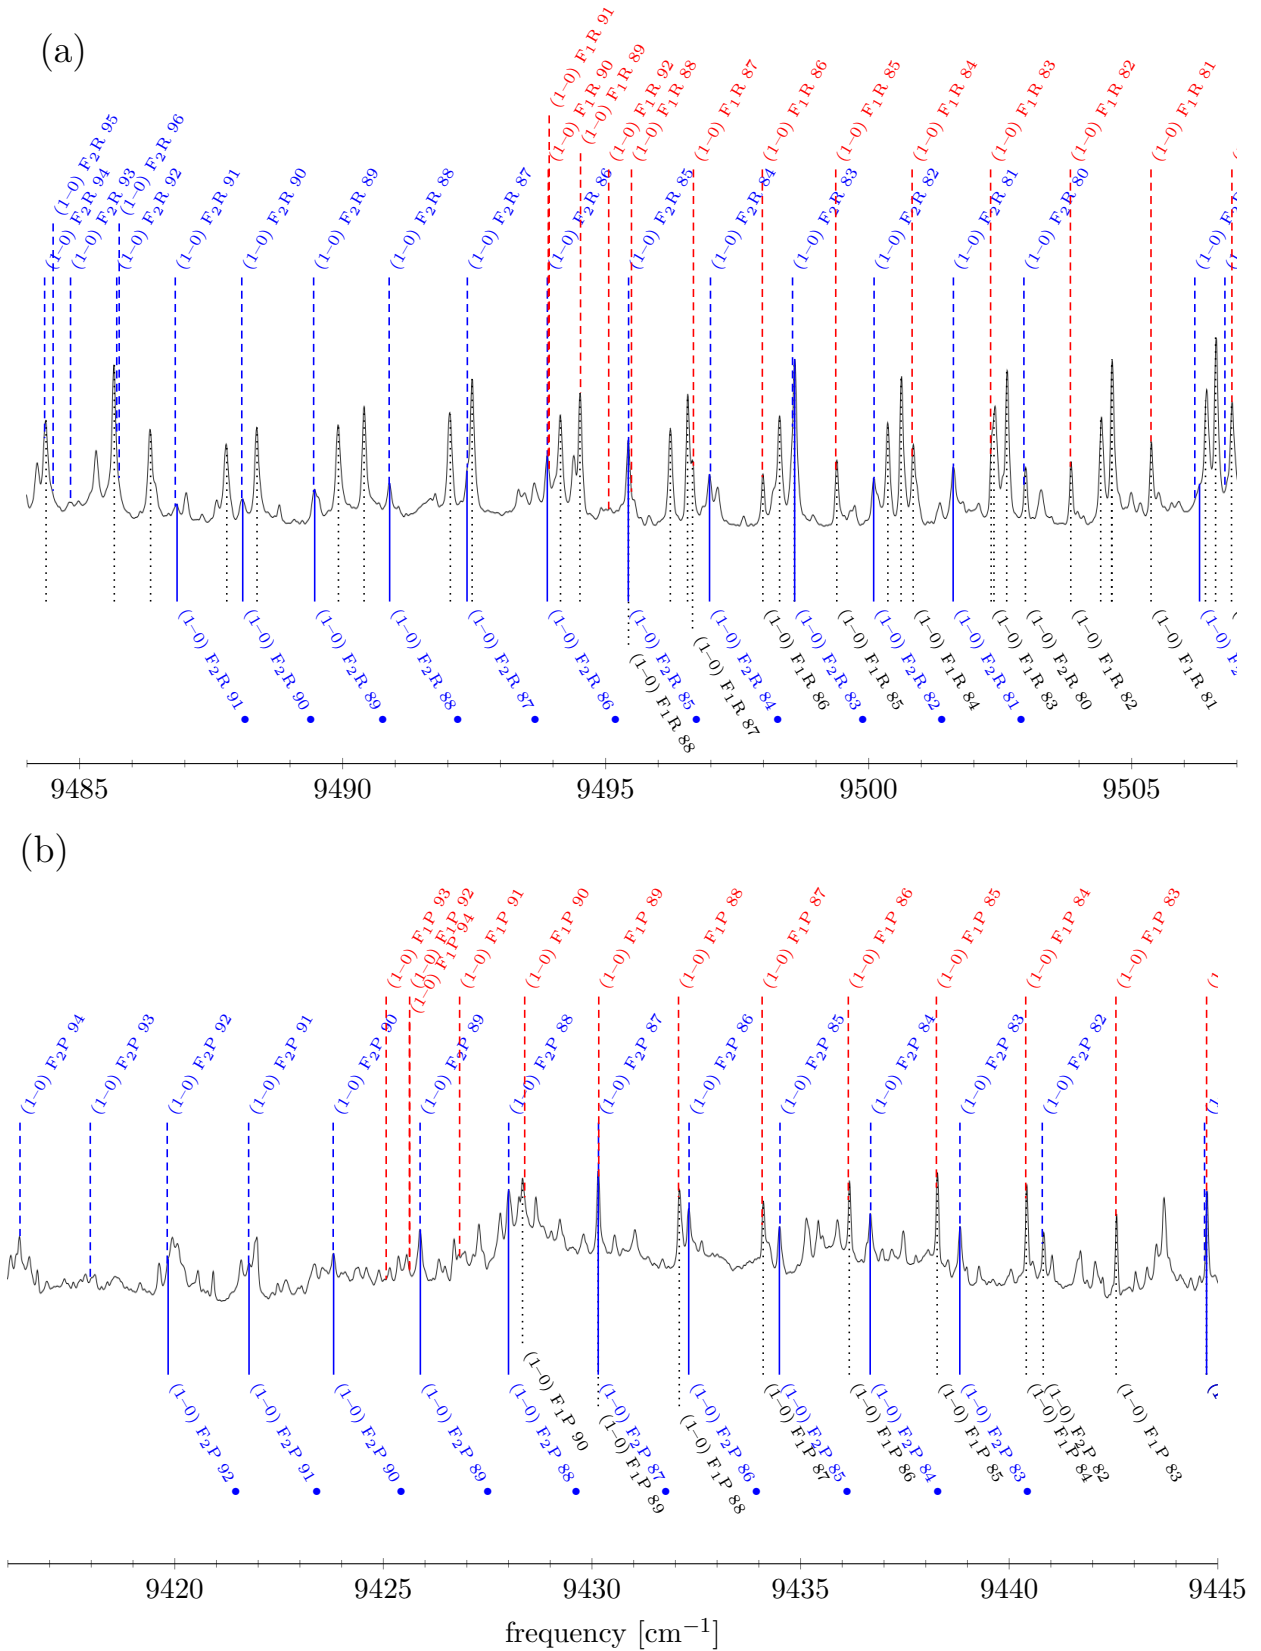 (a)
(1–0) F₂R 94
(1–0) F₂R 95
(1–0) F₂R 93
(1–0) F₂R 96
(1–0) F₂R 92
(1–0) F₂R 91
(1–0) F₂R 90
(1–0) F₂R 89
(1–0) F₂R 88
(1–0) F₂R 87
(1–0) F₂R 86
(1–0) F₂R 85
(1–0) F₂R 84
(1–0) F₂R 83
(1–0) F₂R 82
(1–0) F₂R 81
(1–0) F₂R 80
(1–0) F₁R 91
(1–0) F₁R 90
(1–0) F₁R 89
(1–0) F₁R 92
(1–0) F₁R 88
(1–0) F₁R 87
(1–0) F₁R 86
(1–0) F₁R 85
(1–0) F₁R 84
(1–0) F₁R 83
(1–0) F₁R 82
(1–0) F₁R 81
(1–0) F₂R 91 •
(1–0) F₂R 90 •
(1–0) F₂R 89 •
(1–0) F₂R 88 •
(1–0) F₂R 87 •
(1–0) F₂R 86 •
(1–0) F₂R 85 •
(1–0) F₁R 88
(1–0) F₁R 87
(1–0) F₂R 84 •
(1–0) F₁R 86
(1–0) F₂R 83 •
(1–0) F₁R 85
(1–0) F₂R 82 •
(1–0) F₁R 84
(1–0) F₂R 81 •
(1–0) F₁R 83
(1–0) F₂R 80
(1–0) F₁R 82
(1–0) F₁R 81
9485 9490 9495 9500 9505
(b)
(1–0) F₁P 93
(1–0) F₁P 92
(1–0) F₁P 94
(1–0) F₁P 91
(1–0) F₁P 90
(1–0) F₁P 89
(1–0) F₁P 88
(1–0) F₁P 87
(1–0) F₁P 86
(1–0) F₁P 85
(1–0) F₁P 84
(1–0) F₁P 83
(1–0) F₂P 94
(1–0) F₂P 93
(1–0) F₂P 92
(1–0) F₂P 91
(1–0) F₂P 90
(1–0) F₂P 89
(1–0) F₂P 88
(1–0) F₂P 87
(1–0) F₂P 86
(1–0) F₂P 85
(1–0) F₂P 84
(1–0) F₂P 83
(1–0) F₂P 82
(1–0) F₂P 92 •
(1–0) F₂P 91 •
(1–0) F₂P 90 •
(1–0) F₂P 89 •
(1–0) F₂P 88 •
(1–0) F₁P 90
(1–0) F₂P 87 •
(1–0) F₁P 89
(1–0) F₁P 88
(1–0) F₂P 86 •
(1–0) F₁P 87
(1–0) F₂P 85 •
(1–0) F₁P 86
(1–0) F₂P 84 •
(1–0) F₁P 85
(1–0) F₂P 83 •
(1–0) F₁P 84
(1–0) F₂P 82
(1–0) F₁P 83
9420 9425 9430 9435 9440 9445
frequency [cm⁻¹]